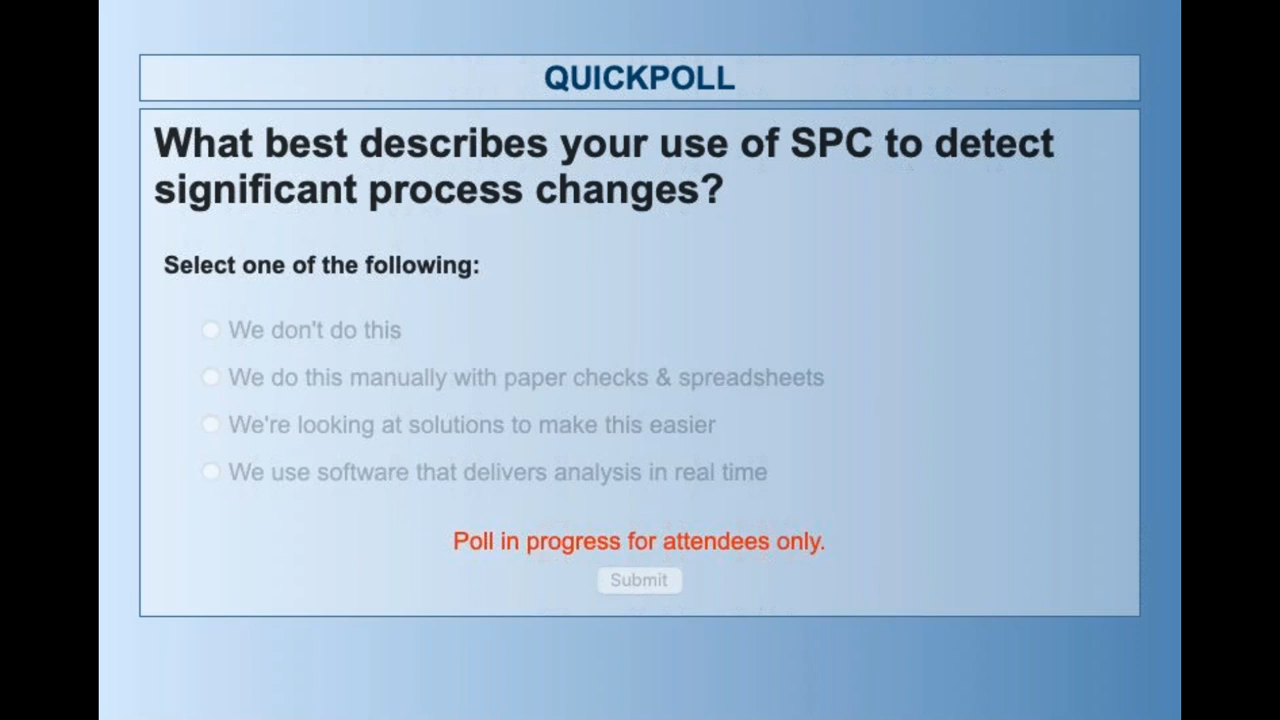 QUICKPOLL
What best describes your use of SPC to detect
significant process changes?
Select one of the following:
We don't do this
We do this manually with paper checks & spreadsheets
We're looking at solutions to make this easier
We use software that delivers analysis in real time
Poll in progress for attendees only.
Submit